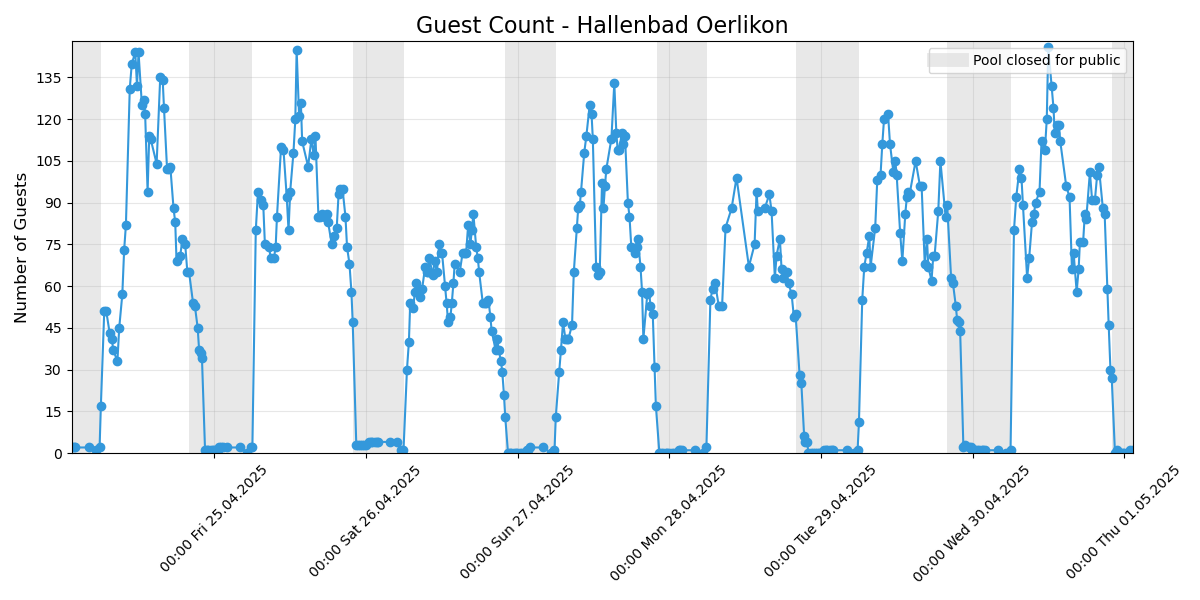 Guest Count - Hallenbad Oerlikon
Pool closed for public
Number of Guests
135
120
105
90
75
60
45
30
15
0
00:00 Fri 25.04.2025
00:00 Sat 26.04.2025
00:00 Sun 27.04.2025
00:00 Mon 28.04.2025
00:00 Tue 29.04.2025
00:00 Wed 30.04.2025
00:00 Thu 01.05.2025